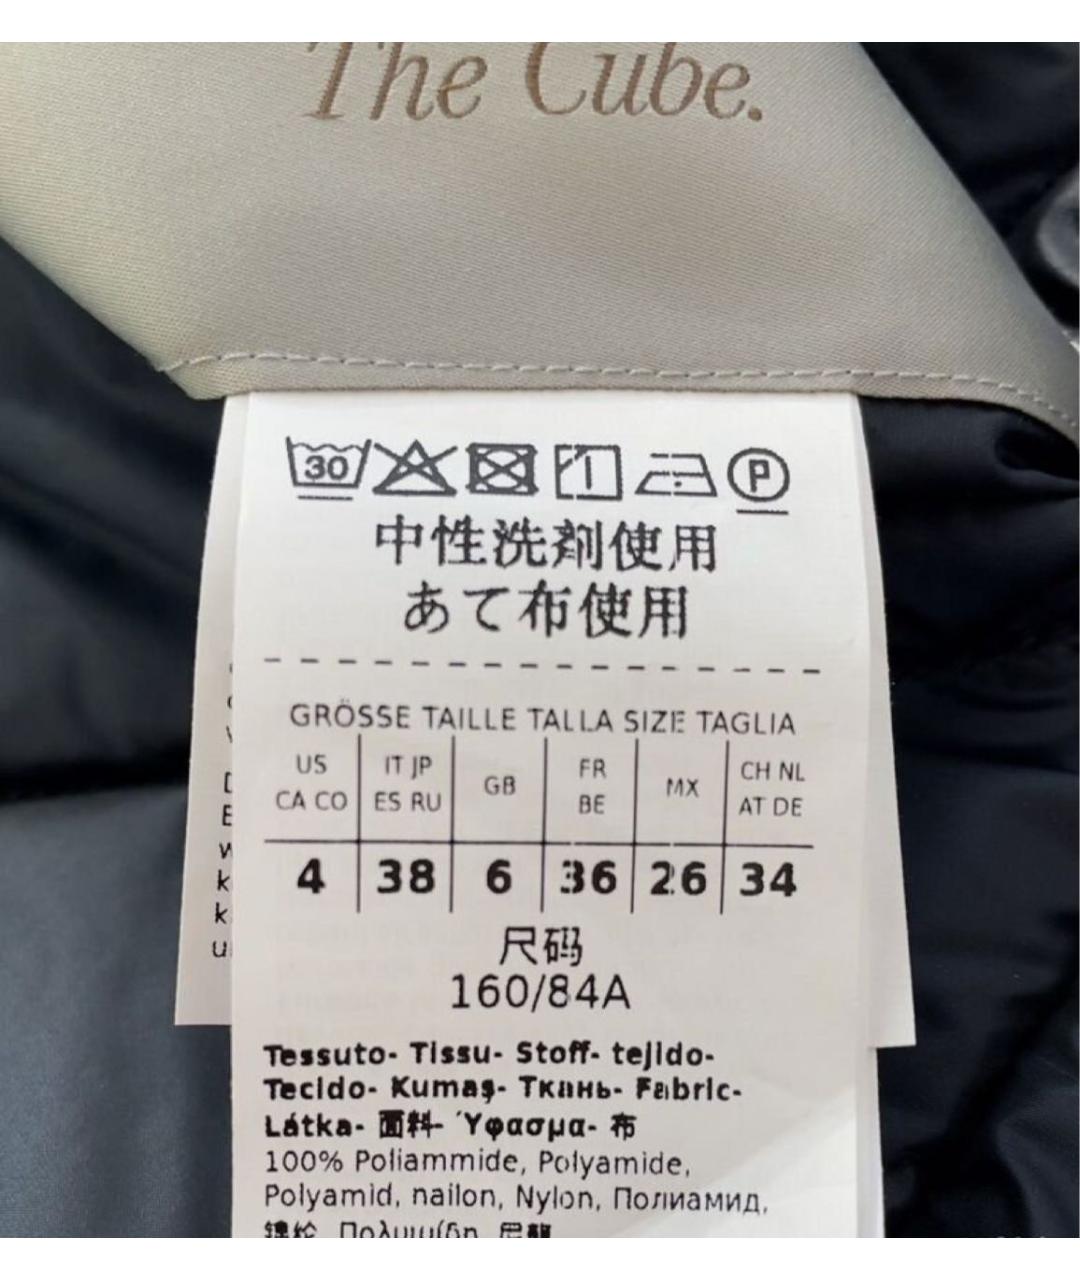 The Cube.
30
P
中性洗剤使用
あて布使用
GRÖSSE TAILLE TALLA SIZE TAGLIA
US CA CO
IT JP ES RU
GB
FR BE
MX
CH NL AT DE
4 38 6 36 26 34
尺码
160/84A
Tessuto- Tissu- Stoff- tejido-
Tecido- Kumaş- Ткань- Fabric-
Látka- 面料- Ύφασμα- 布
100% Poliammide, Polyamide,
Polyamid, nailon, Nylon, Полиамид,